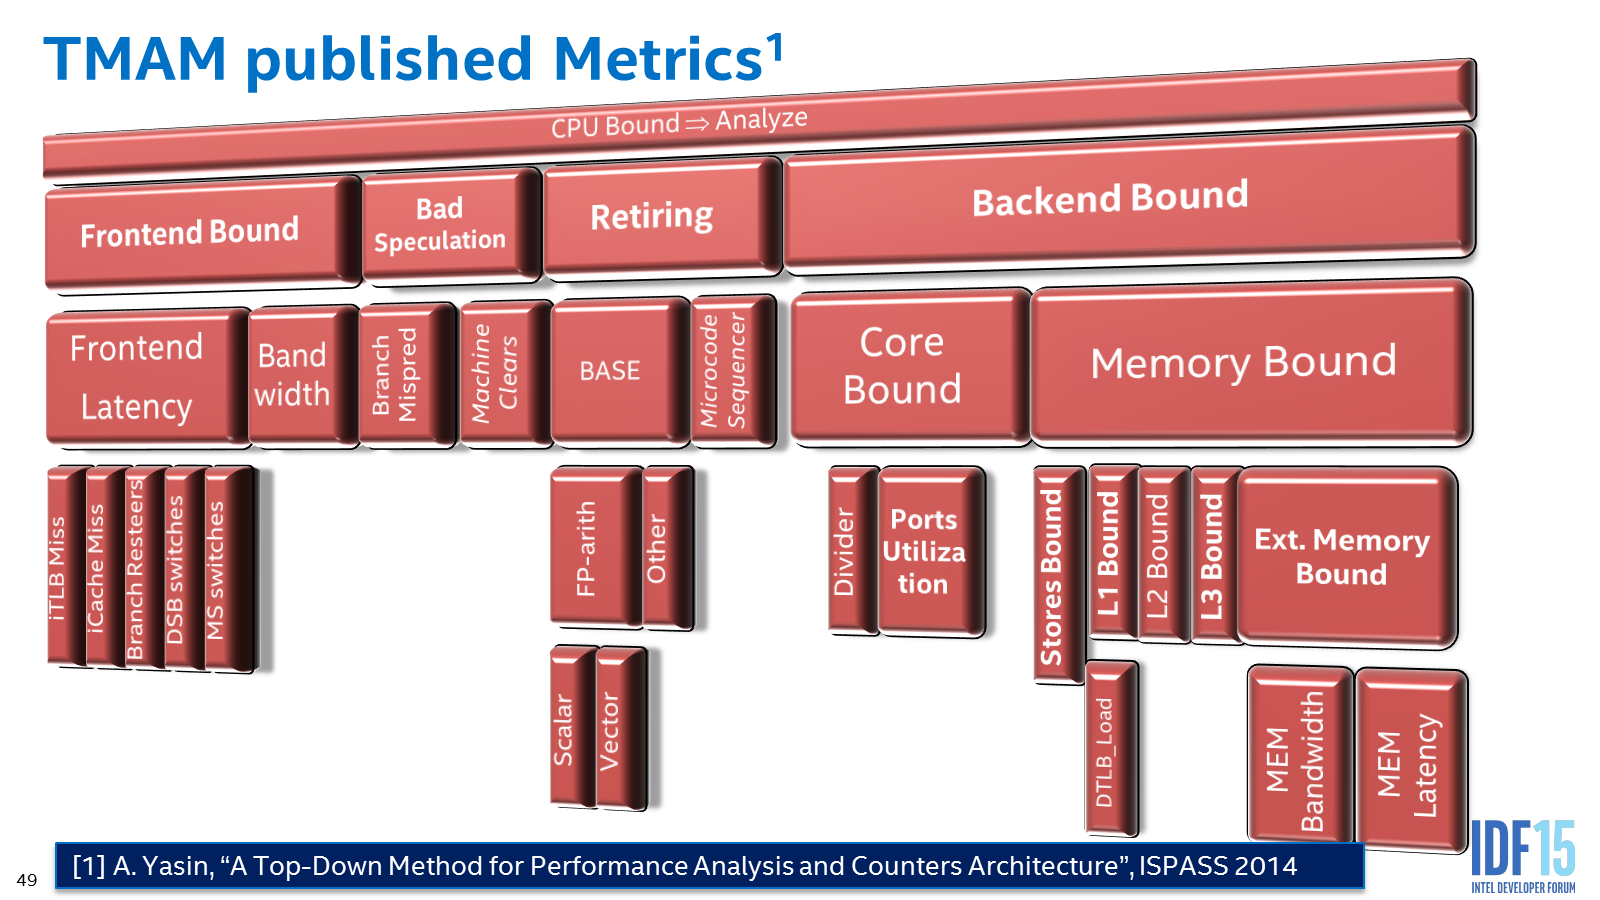 TMAM published Metrics1
CPU Bound ⇒ Analyze
Frontend Bound
Bad
Speculation
Retiring
Backend Bound
Frontend
Latency
Band
width
Branch
Mispred
Machine
Clears
BASE
Microcode
Sequencer
Core
Bound
Memory Bound
iTLB Miss
iCache Miss
Branch Resteers
DSB switches
MS switches
FP-arith
Other
Divider
Ports
Utiliza
tion
Stores Bound
L1 Bound
L2 Bound
L3 Bound
Ext. Memory
Bound
Scalar
Vector
DTLB_Load
MEM
Bandwidth
MEM
Latency
[1] A. Yasin, “A Top-Down Method for Performance Analysis and Counters Architecture”, ISPASS 2014
49
IDF15
INTEL DEVELOPER FORUM